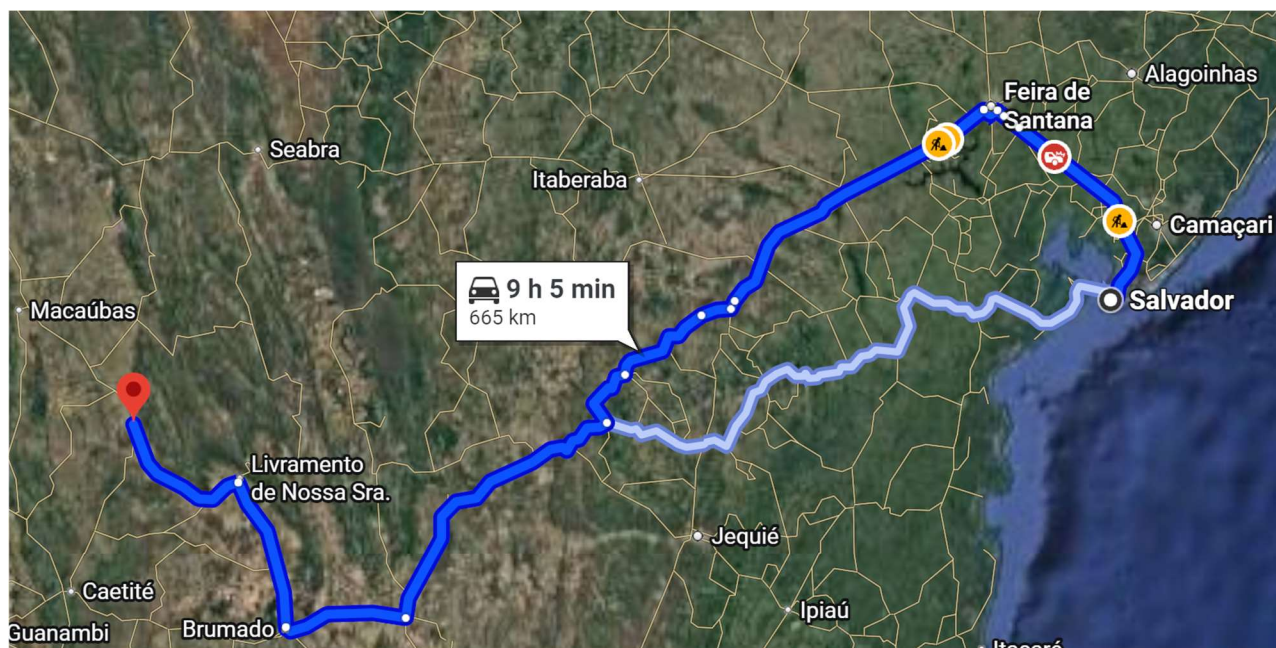 Alagoinhas
Feira de
Santana
Seabra
Itaberaba
Camaçari
9 h 5 min
665 km
Salvador
Macaúbas
Livramento
de Nossa Sra.
Jequié
Caetité
Ipiaú
Guanambi
Brumado
Itacaré